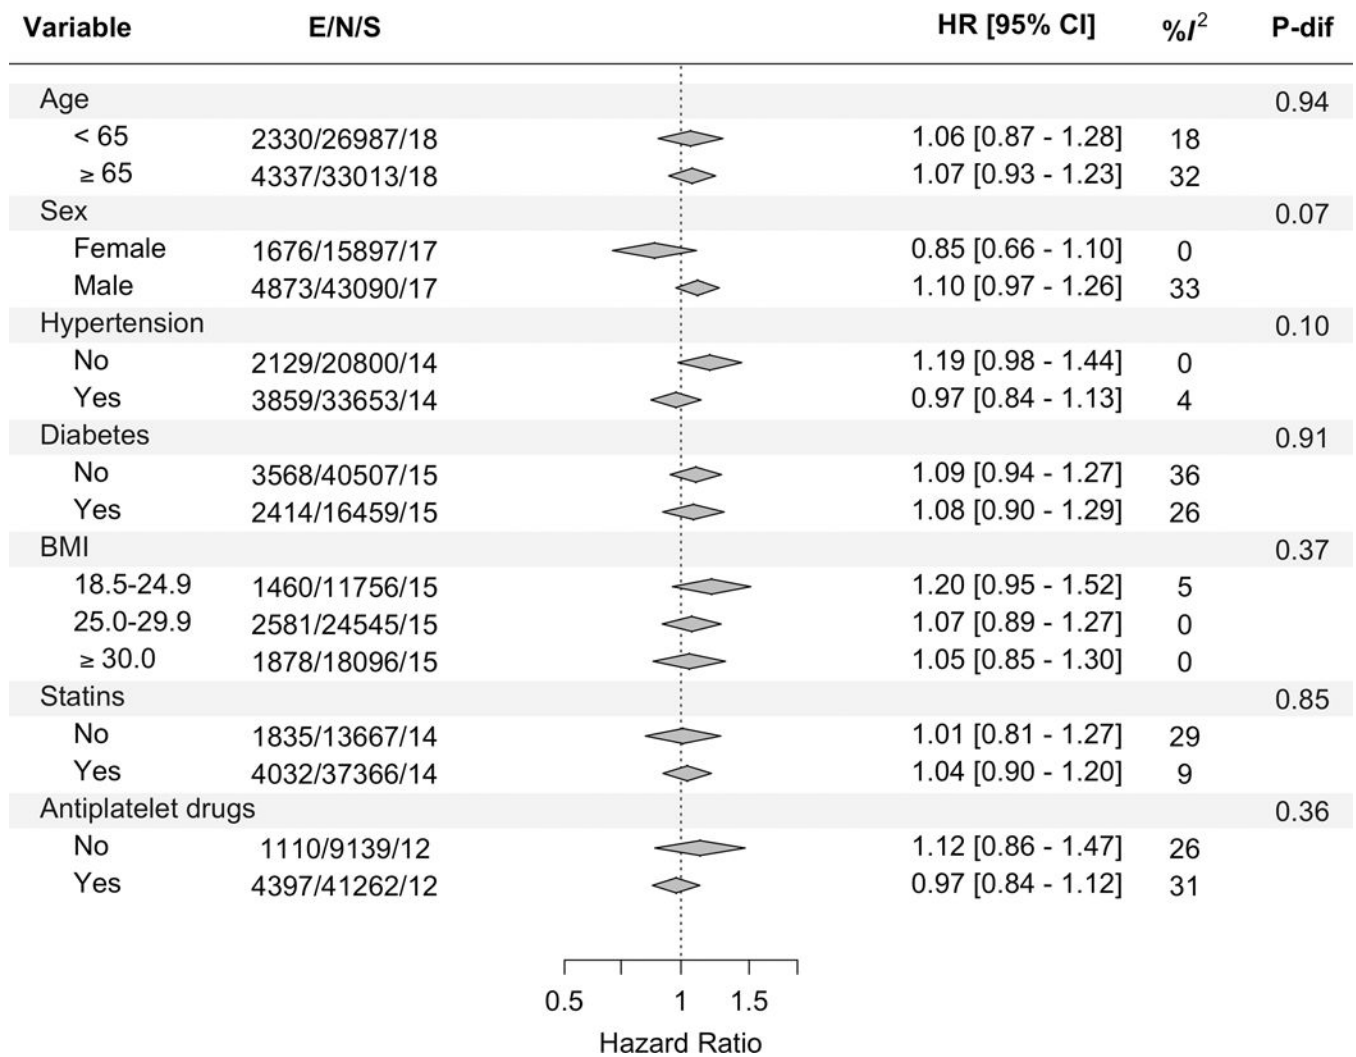 Variable E/N/S HR [95% CI] %I² P-dif
Age 0.94
< 65 2330/26987/18 1.06 [0.87 - 1.28] 18
≥ 65 4337/33013/18 1.07 [0.93 - 1.23] 32
Sex 0.07
Female 1676/15897/17 0.85 [0.66 - 1.10] 0
Male 4873/43090/17 1.10 [0.97 - 1.26] 33
Hypertension 0.10
No 2129/20800/14 1.19 [0.98 - 1.44] 0
Yes 3859/33653/14 0.97 [0.84 - 1.13] 4
Diabetes 0.91
No 3568/40507/15 1.09 [0.94 - 1.27] 36
Yes 2414/16459/15 1.08 [0.90 - 1.29] 26
BMI 0.37
18.5-24.9 1460/11756/15 1.20 [0.95 - 1.52] 5
25.0-29.9 2581/24545/15 1.07 [0.89 - 1.27] 0
≥ 30.0 1878/18096/15 1.05 [0.85 - 1.30] 0
Statins 0.85
No 1835/13667/14 1.01 [0.81 - 1.27] 29
Yes 4032/37366/14 1.04 [0.90 - 1.20] 9
Antiplatelet drugs 0.36
No 1110/9139/12 1.12 [0.86 - 1.47] 26
Yes 4397/41262/12 0.97 [0.84 - 1.12] 31
0.5 1 1.5
Hazard Ratio